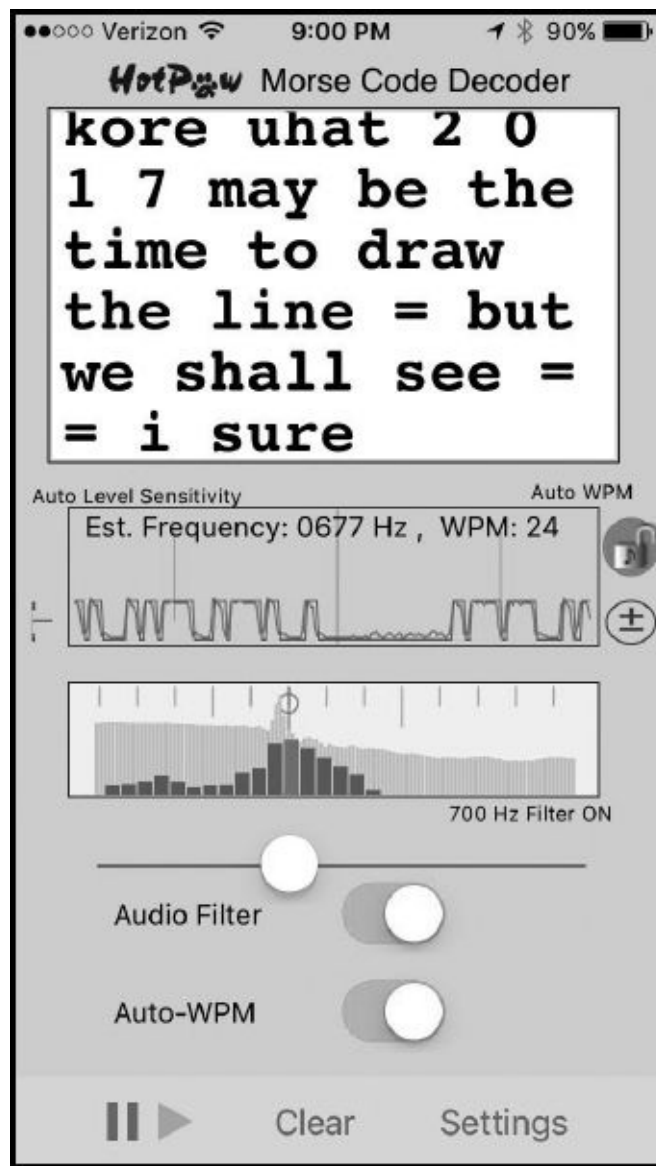 Verizon 9:00 PM 90%
HotPaw Morse Code Decoder
kore uhat 2 0
1 7 may be the
time to draw
the line = but
we shall see =
= i sure
Auto Level Sensitivity Auto WPM
Est. Frequency: 0677 Hz , WPM: 24
±
700 Hz Filter ON
Audio Filter
Auto-WPM
Clear Settings